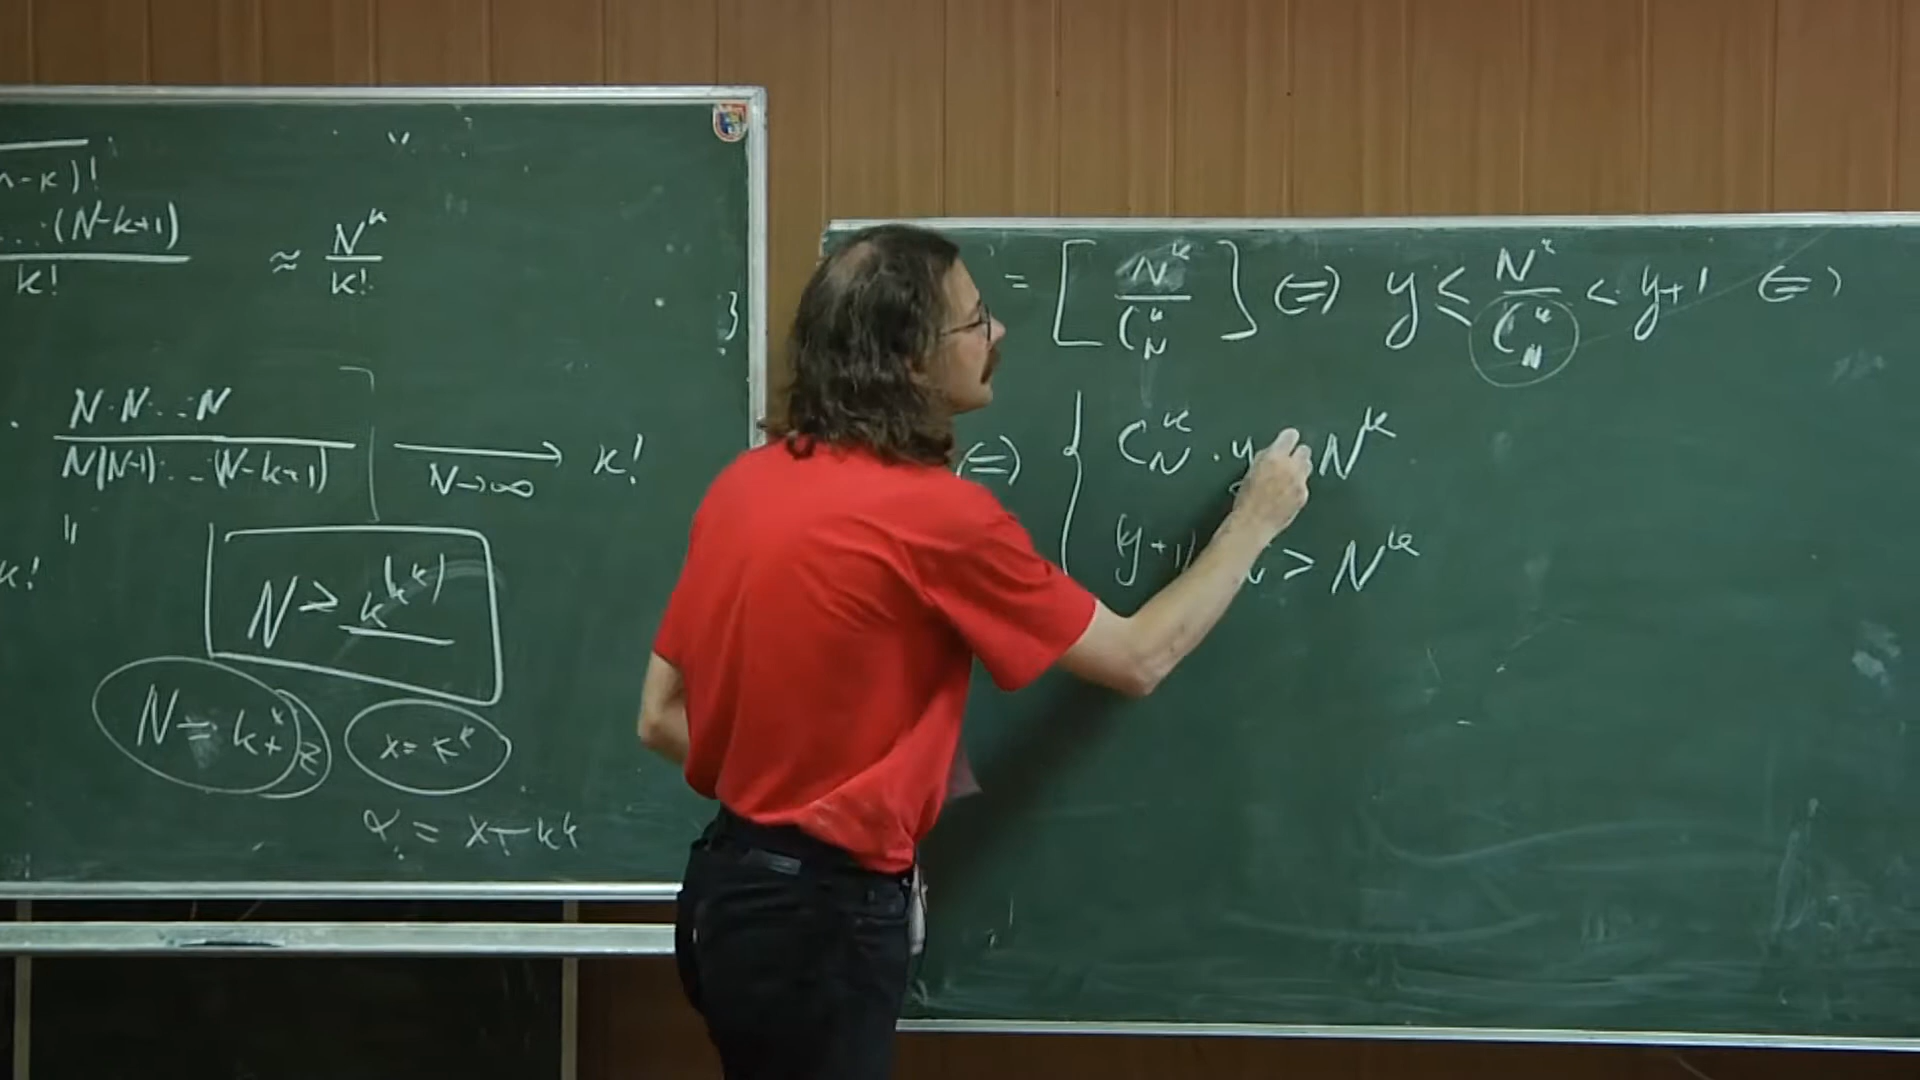 n-k)!
...(N-k+1)
k!
≈ N^k
k!
N·N·...N
N(N-1)·...(N-k+1)
N→∞
k!
"
k!
N ≥ k^(k^k)
N = k+
x = k^k
x = x + k^k
= [ N^k
C_N^k ] ⇔ y ≤ N^k
C_N^k < y+1 ⇔
⇔ { C_N^k · y N^k
(y+1) > N^k